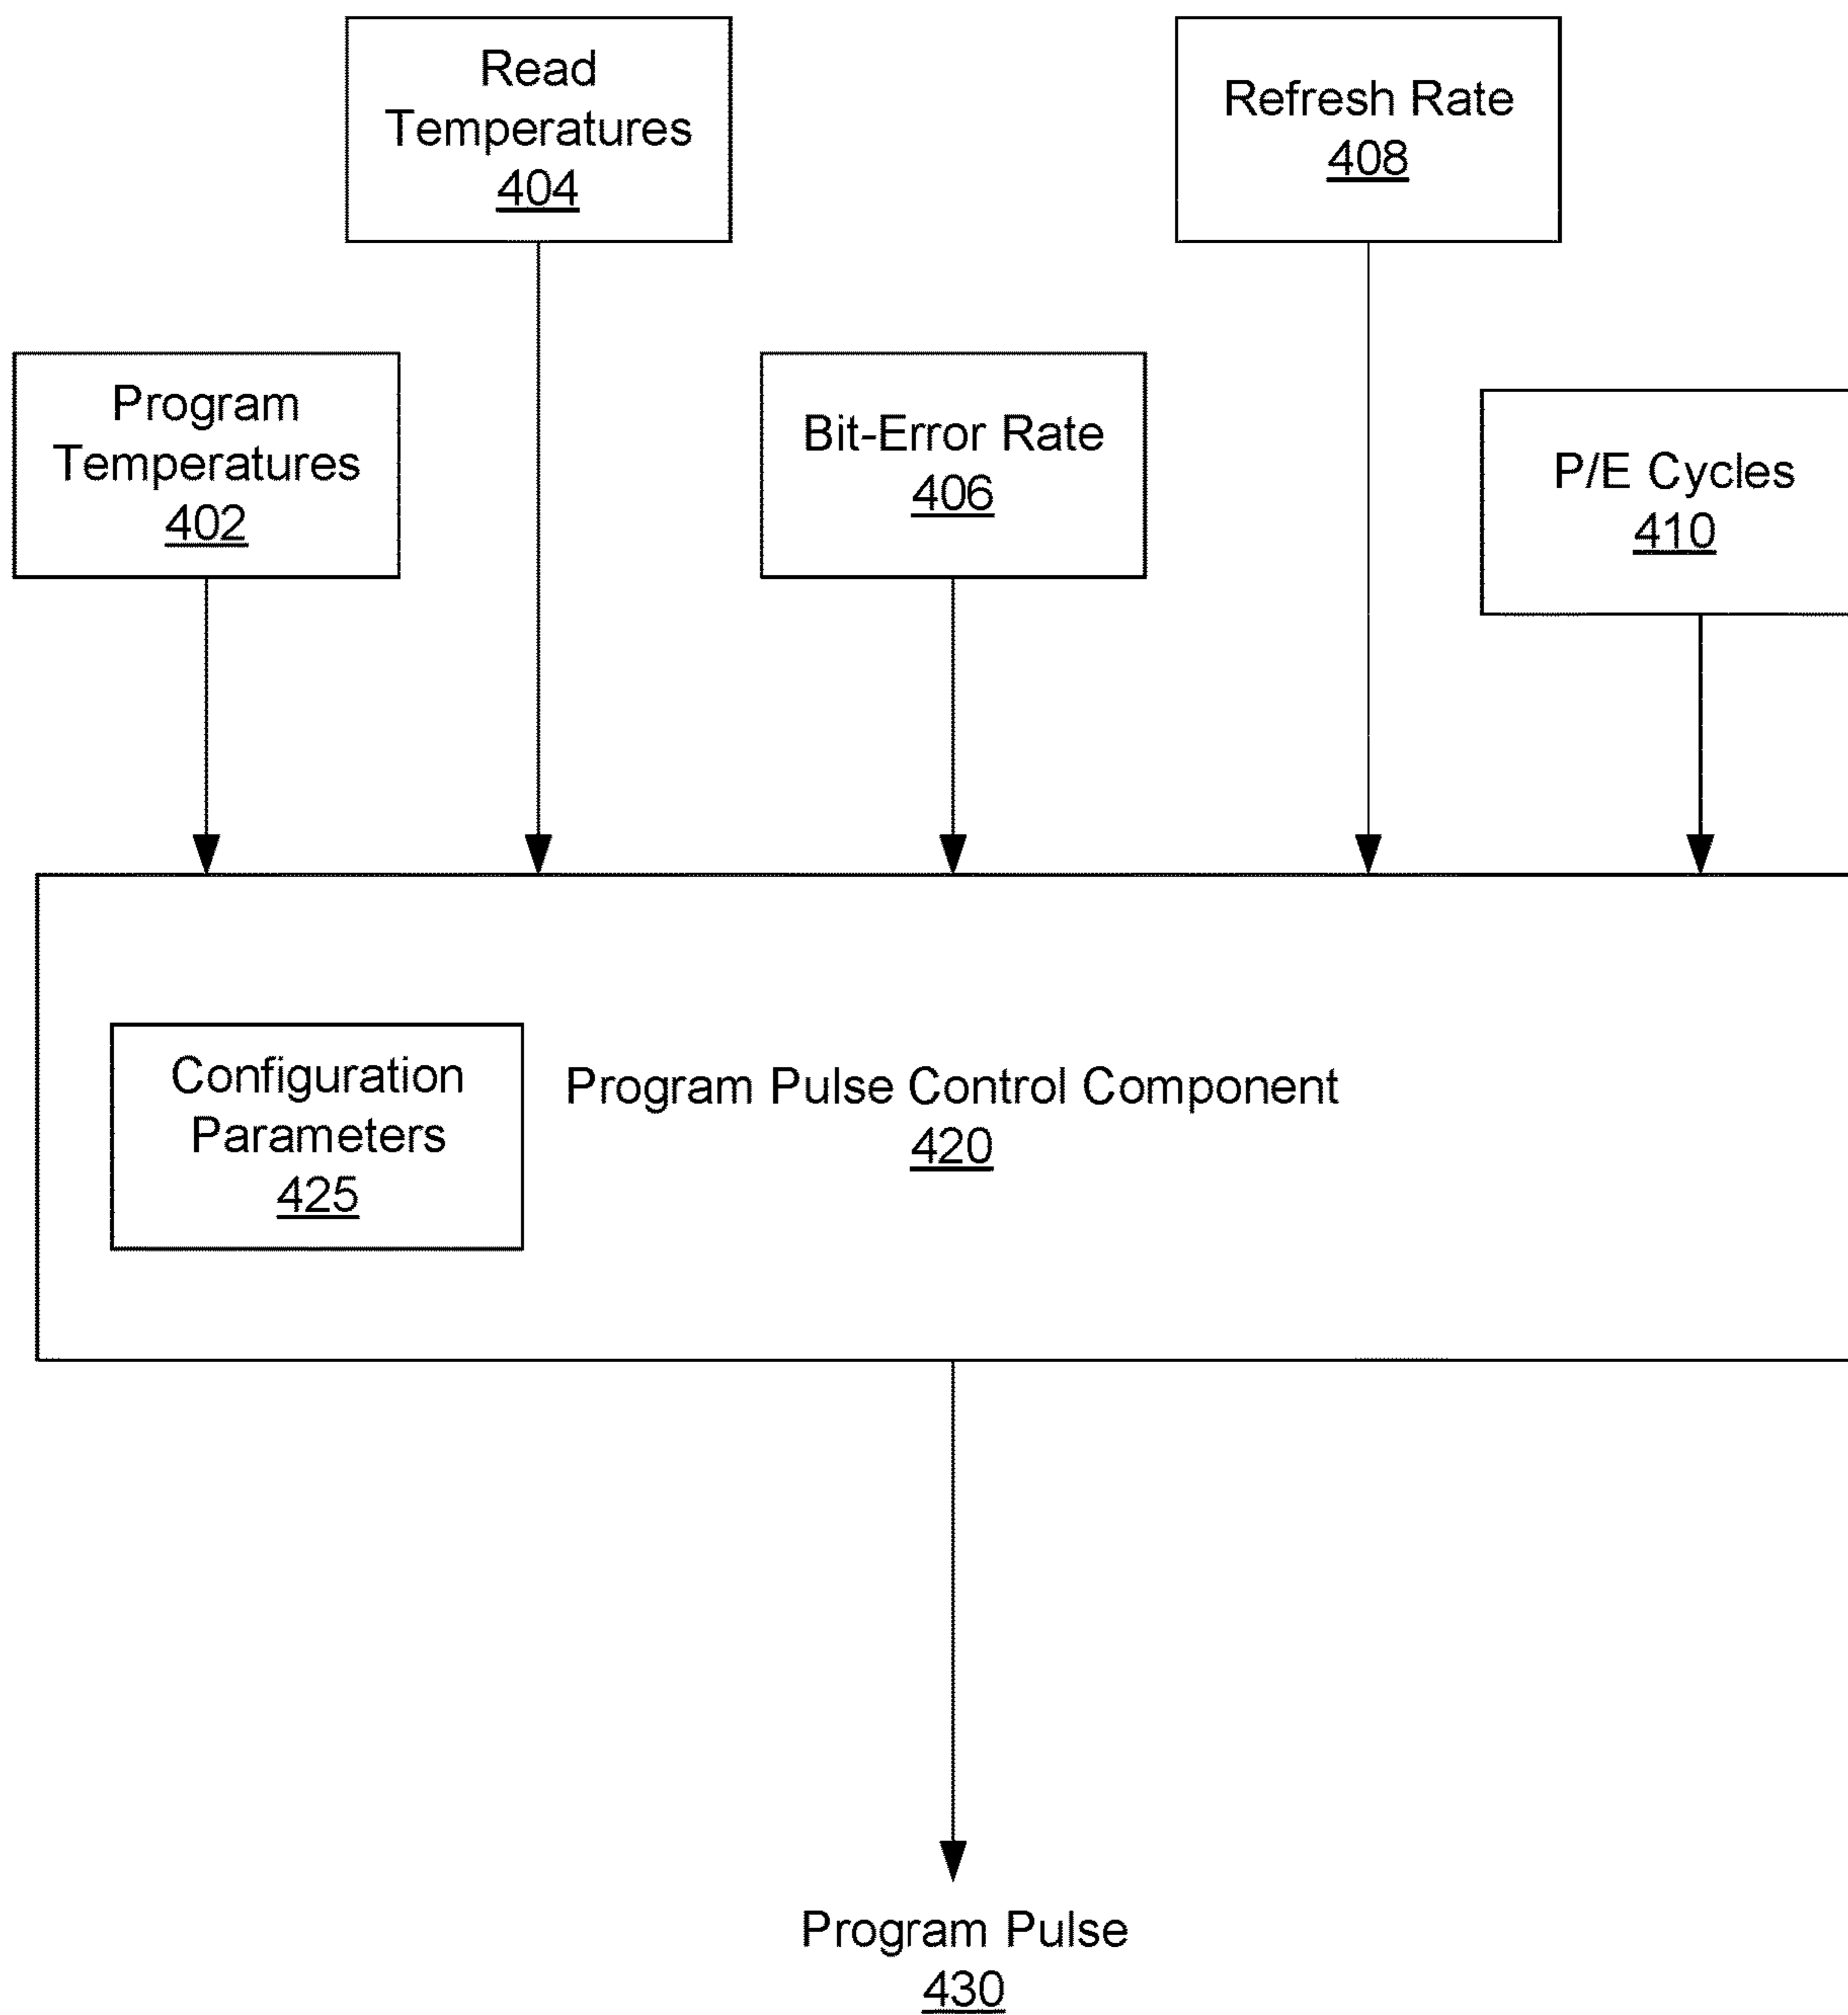 Read
Temperatures
404
Refresh Rate
408
Program
Temperatures
402
Bit-Error Rate
406
P/E Cycles
410
Configuration
Parameters
425
Program Pulse Control Component
420
Program Pulse
430